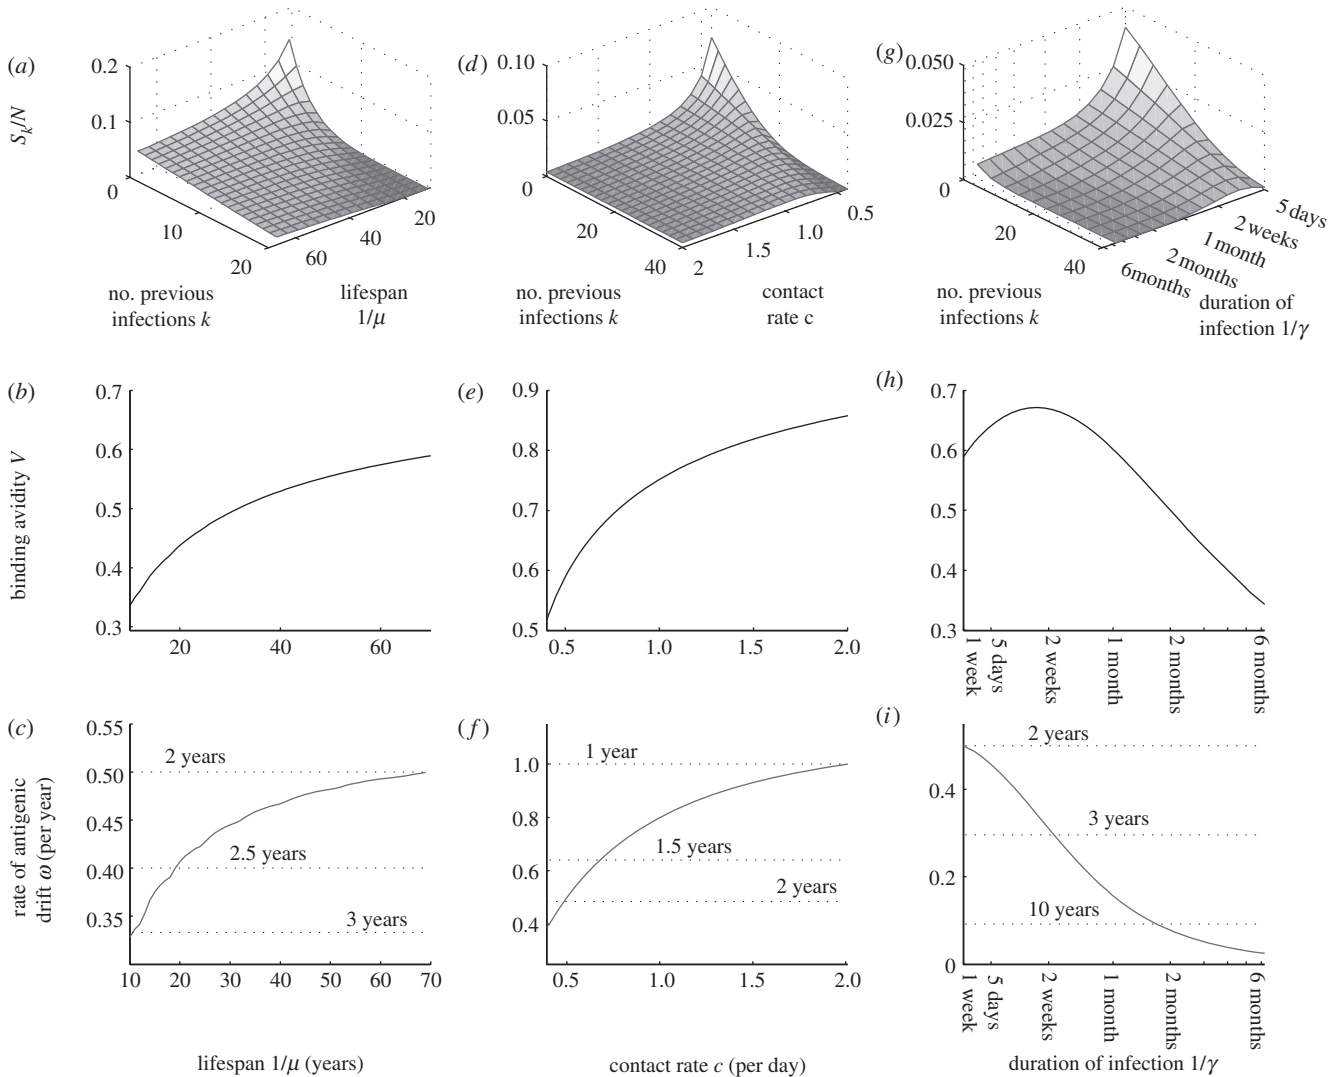 (a)
0.2
0.1
0
S_k/N
10
20
60
40
20
no. previous
infections k
lifespan
1/μ
(d)
0.10
0.05
0
20
40
2
1.5
1.0
0.5
no. previous
infections k
contact
rate c
(g)
0.050
0.025
0
20
40
6months
2 months
1 month
2 weeks
5 days
no. previous
infections k
duration of
infection 1/γ
(b)
binding avidity V
0.7
0.6
0.5
0.4
0.3
20
40
60
(e)
0.9
0.8
0.7
0.6
0.5
0.5
1.0
1.5
2.0
(h)
0.7
0.6
0.5
0.4
0.3
1 week
5 days
2 weeks
1 month
2 months
6 months
(c)
rate of antigenic
drift ω (per year)
0.55
0.50
0.45
0.40
0.35
2 years
2.5 years
3 years
10
20
30
40
50
60
70
lifespan 1/μ (years)
(f)
1.0
0.8
0.6
0.4
1 year
1.5 years
2 years
0.5
1.0
1.5
2.0
contact rate c (per day)
(i)
0.4
0.2
0
2 years
3 years
10 years
1 week
5 days
2 weeks
1 month
2 months
6 months
duration of infection 1/γ